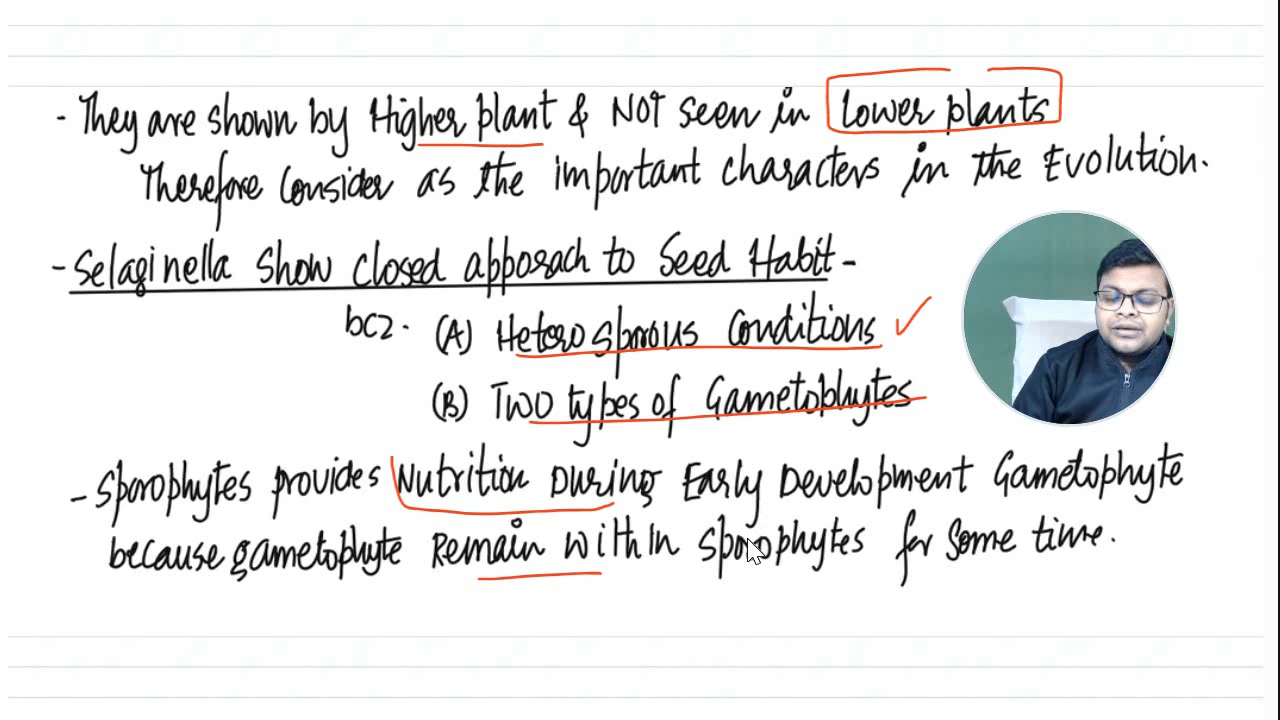 · They are shown by Higher plant & NOT seen in Lower plants
Therefore Consider as the important characters in the Evolution.
- Selaginella Show Closed apporach to Seed Habit -
bcz. (A) Heterosporous Conditions ✓
(B) Two types of Gametophytes
- Sporophytes provides Nutrition During Early Development Gametophyte
because gametophyte Remain within Sporophytes for Some time.